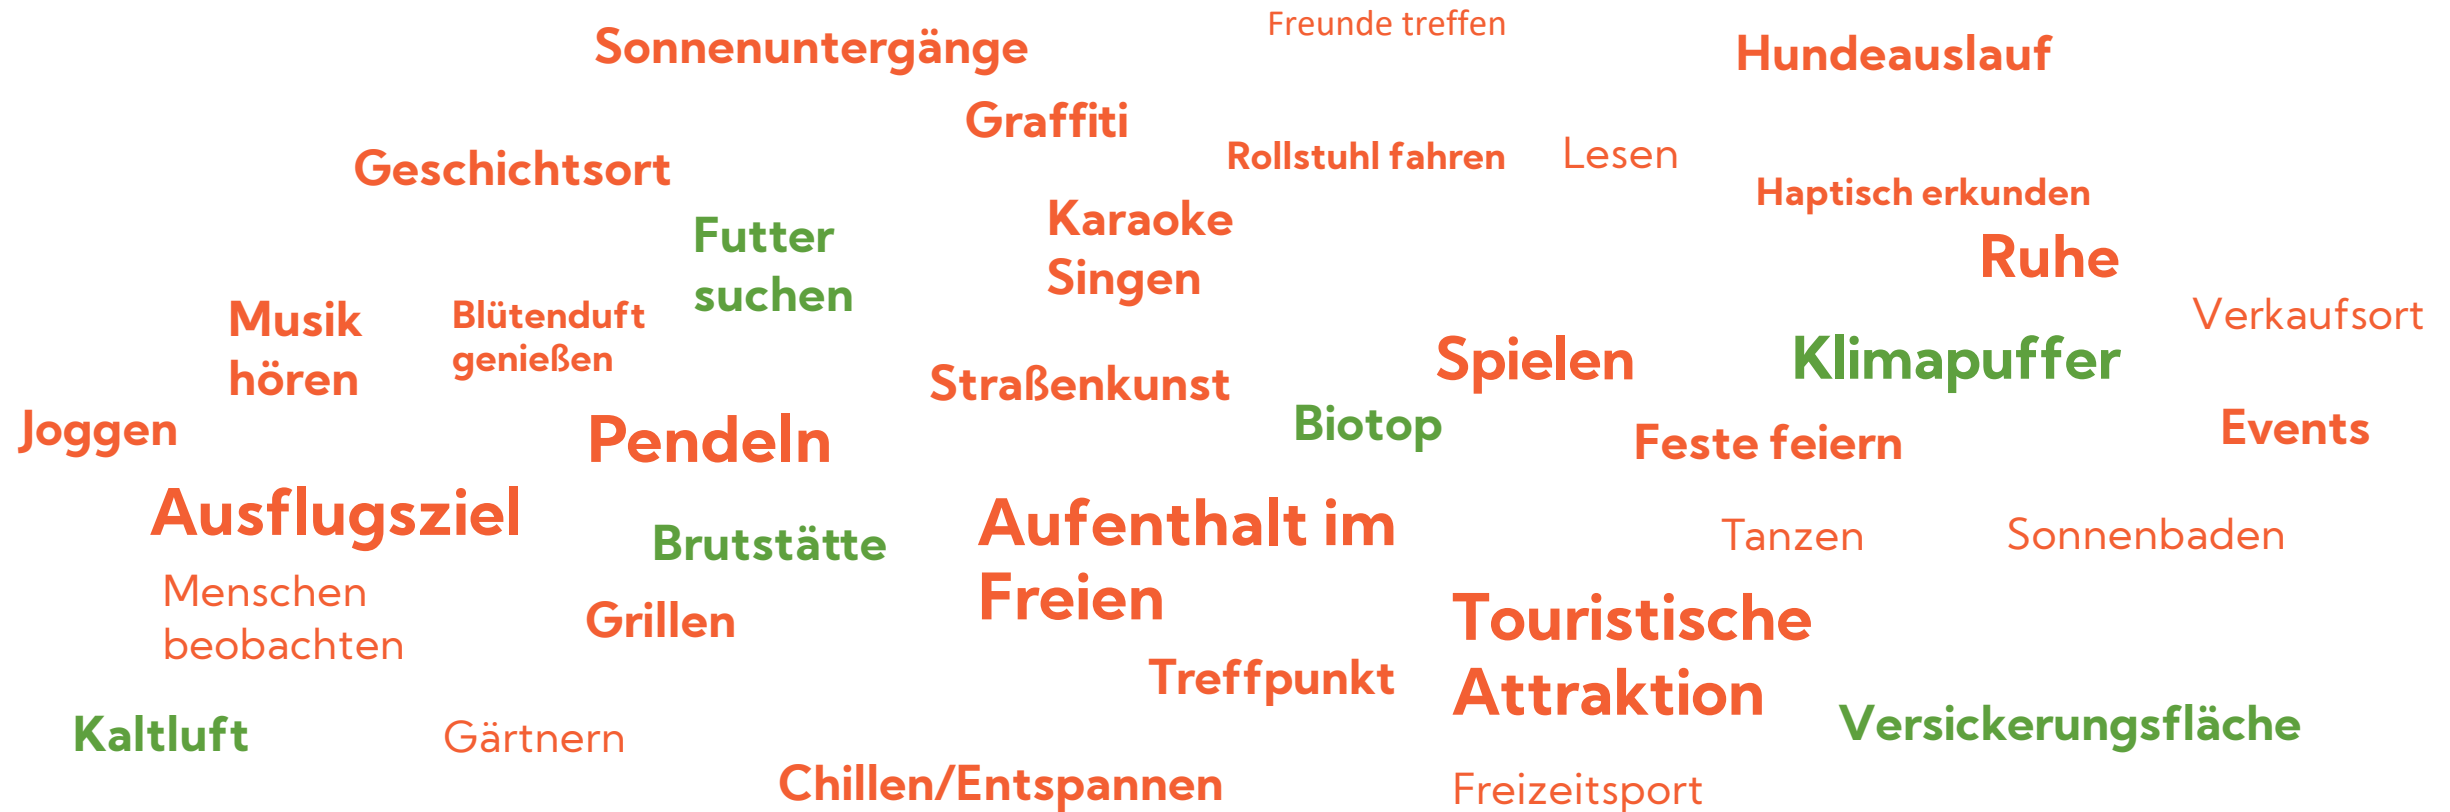 Freunde treffen
Sonnenuntergänge
Hundeauslauf
Graffiti
Rollstuhl fahren
Lesen
Geschichtsort
Haptisch erkunden
Karaoke
Singen
Futter
suchen
Ruhe
Musik
hören
Blütenduft
genießen
Verkaufsort
Spielen
Klimapuffer
Straßenkunst
Joggen
Pendeln
Biotop
Feste feiern
Events
Ausflugsziel
Brutstätte
Aufenthalt im
Freien
Tanzen
Sonnenbaden
Menschen
beobachten
Grillen
Touristische
Attraktion
Treffpunkt
Kaltluft
Gärtnern
Versickerungsfläche
Chillen/Entspannen
Freizeitsport